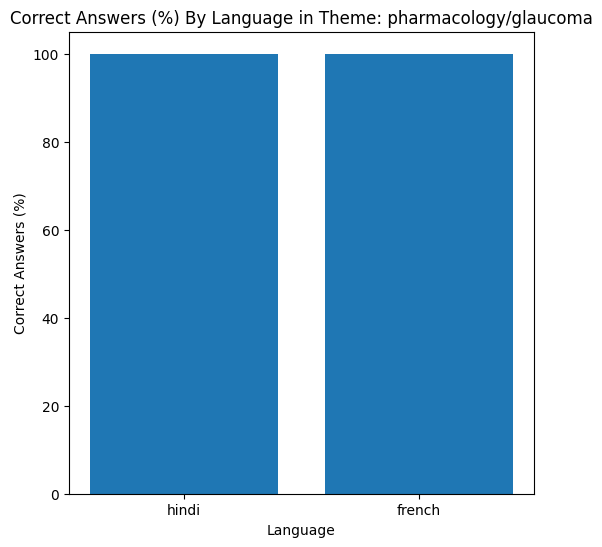 Correct Answers (%) By Language in Theme: pharmacology/glaucoma
100
80
60
40
20
0
Correct Answers (%)
hindi french
Language